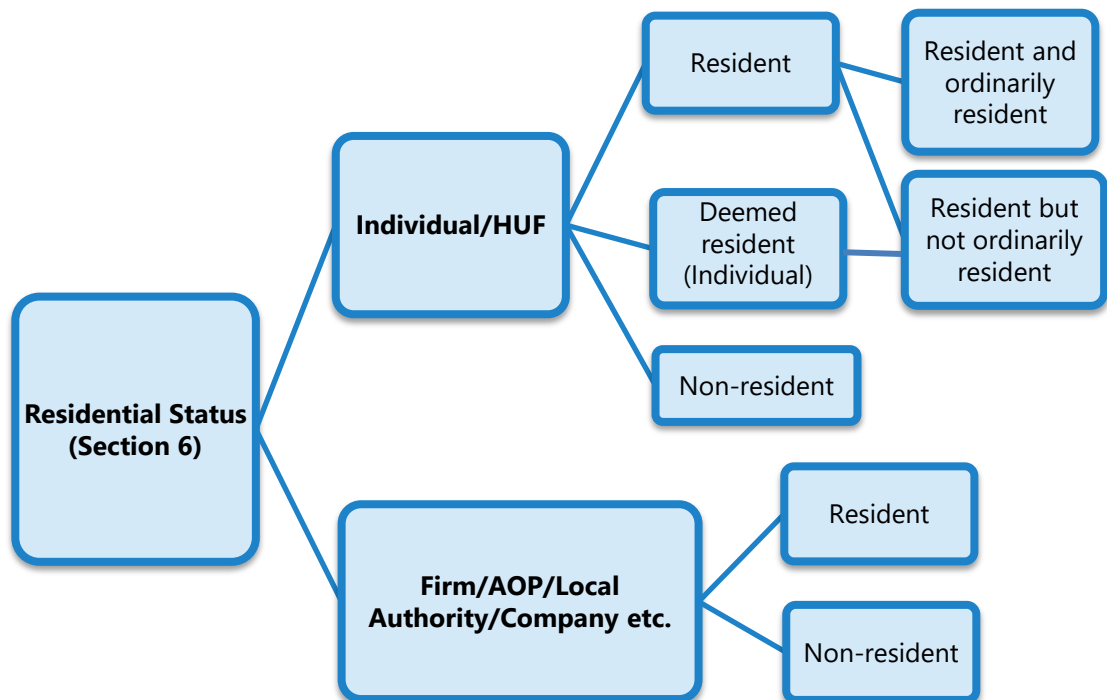 Residential Status
(Section 6)
Individual/HUF
Resident
Resident and
ordinarily
resident
Deemed
resident
(Individual)
Resident but
not ordinarily
resident
Non-resident
Firm/AOP/Local
Authority/Company etc.
Resident
Non-resident